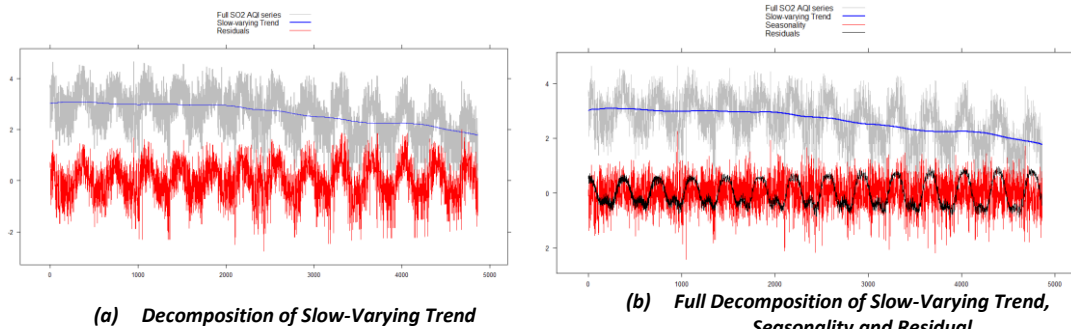 Full SO2 AQI series
Slow-varying Trend
Residuals
4
2
0
-2
0
1000
2000
3000
4000
5000
(a) Decomposition of Slow-Varying Trend
Full SO2 AQI series
Slow-varying Trend
Seasonality
Residuals
4
2
0
2
0
1000
2000
3000
4000
5000
(b) Full Decomposition of Slow-Varying Trend,
Seasonality and Residual